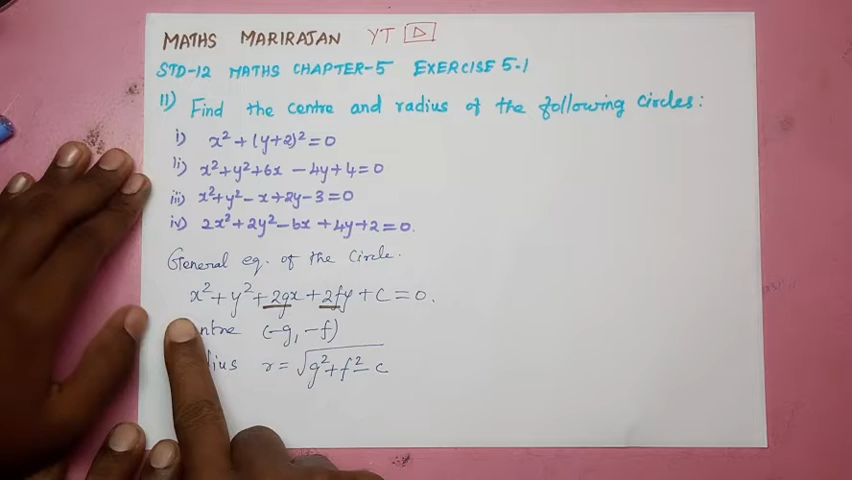 MATHS MARIRAJAN YT
STD-12 MATHS CHAPTER-5 EXERCISE 5.1
11) Find the centre and radius of the following circles:
i) x² + (y+2)² = 0
ii) x² + y² + 6x - 4y + 4 = 0
iii) x² + y² - x + 2y - 3 = 0
iv) 2x² + 2y² - 6x + 4y + 2 = 0.
General eq. of the Circle.
x² + y² + 2gx + 2fy + c = 0.
(-g, -f)
r = √g² + f² - c